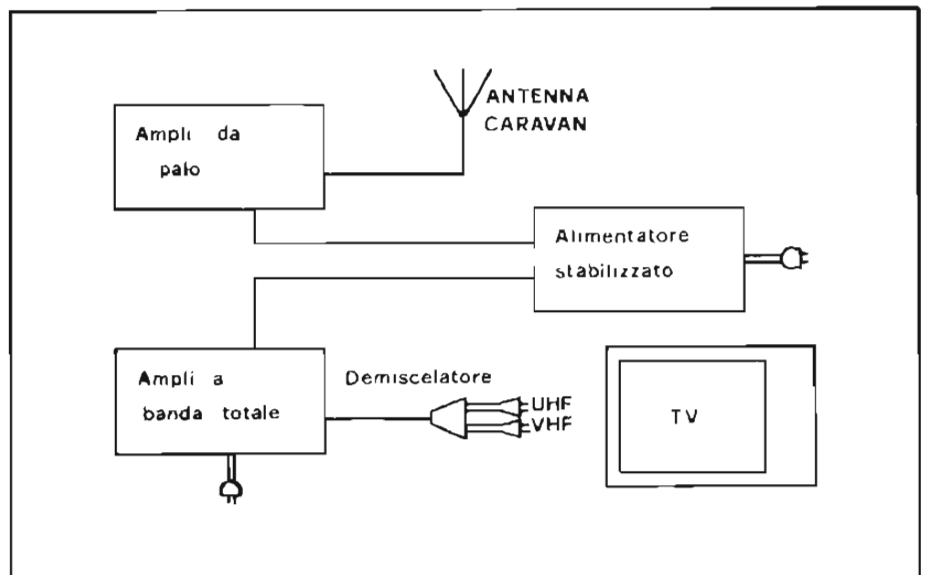 ANTENNA
CARAVAN
Ampli da
palo
Alimentatore
stabilizzato
Ampli a
banda totale
Demiscelatore
UHF
VHF
TV